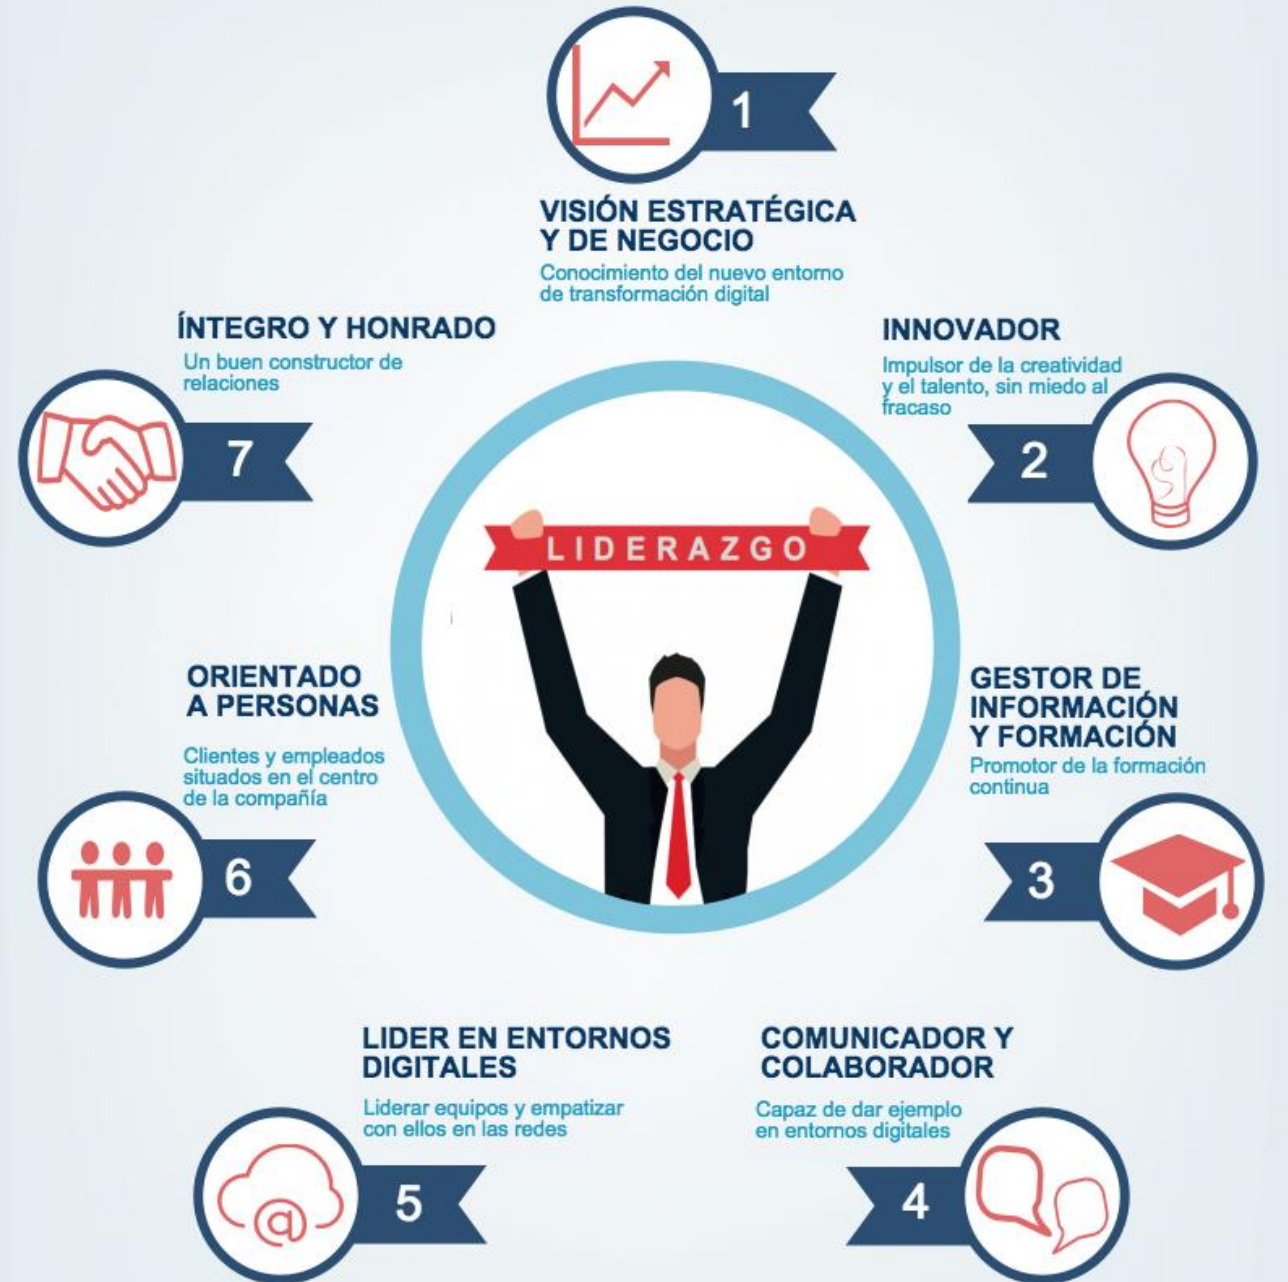 1
VISIÓN ESTRATÉGICA
Y DE NEGOCIO
Conocimiento del nuevo entorno
de transformación digital
INNOVADOR
Impulsor de la creatividad
y el talento, sin miedo al
fracaso
2
GESTOR DE
INFORMACIÓN
Y FORMACIÓN
Promotor de la formación
continua
3
COMUNICADOR Y
COLABORADOR
Capaz de dar ejemplo
en entornos digitales
4
LIDER EN ENTORNOS
DIGITALES
Liderar equipos y empatizar
con ellos en las redes
@
5
ORIENTADO
A PERSONAS
Clientes y empleados
situados en el centro
de la compañía
6
ÍNTEGRO Y HONRADO
Un buen constructor de
relaciones
7
LIDERAZGO